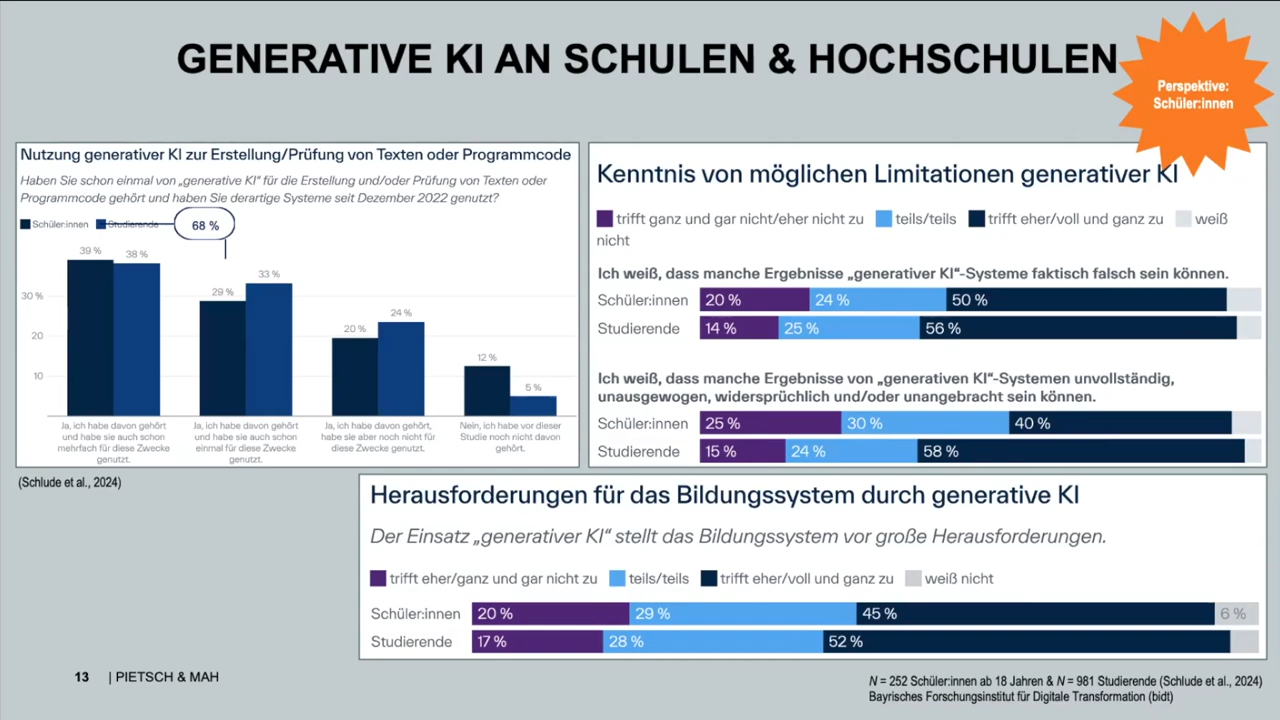 GENERATIVE KI AN SCHULEN & HOCHSCHULEN
Perspektive:
Schüler:innen
Nutzung generativer KI zur Erstellung/Prüfung von Texten oder Programmcode
Haben Sie schon einmal von „generative KI“ für die Erstellung und/oder Prüfung von Texten oder
Programmcode gehört und haben Sie derartige Systeme seit Dezember 2022 genutzt?
Schüler:innen Studierende
68 %
39 % 38 %
29 % 33 %
20 % 24 %
12 % 5 %
30 %
20
10
Ja, ich habe davon gehört
und habe sie auch schon
mehrfach für diese Zwecke
genutzt.
Ja, ich habe davon gehört
und habe sie auch schon
einmal für diese Zwecke
genutzt.
Ja, ich habe davon gehört,
habe sie aber noch nicht für
diese Zwecke genutzt.
Nein, ich habe vor dieser
Studie noch nicht davon
gehört.
(Schlude et al., 2024)
Kenntnis von möglichen Limitationen generativer KI
trifft ganz und gar nicht/eher nicht zu teils/teils trifft eher/voll und ganz zu weiß
nicht
Ich weiß, dass manche Ergebnisse „generativer KI“-Systeme faktisch falsch sein können.
Schüler:innen 20 % 24 % 50 %
Studierende 14 % 25 % 56 %
Ich weiß, dass manche Ergebnisse von „generativen KI“-Systemen unvollständig,
unausgewogen, widersprüchlich und/oder unangebracht sein können.
Schüler:innen 25 % 30 % 40 %
Studierende 15 % 24 % 58 %
Herausforderungen für das Bildungssystem durch generative KI
Der Einsatz „generativer KI“ stellt das Bildungssystem vor große Herausforderungen.
trifft eher/ganz und gar nicht zu teils/teils trifft eher/voll und ganz zu weiß nicht
Schüler:innen 20 % 29 % 45 % 6 %
Studierende 17 % 28 % 52 %
13 | PIETSCH & MAH
N = 252 Schüler:innen ab 18 Jahren & N = 981 Studierende (Schlude et al., 2024)
Bayrisches Forschungsinstitut für Digitale Transformation (bidt)